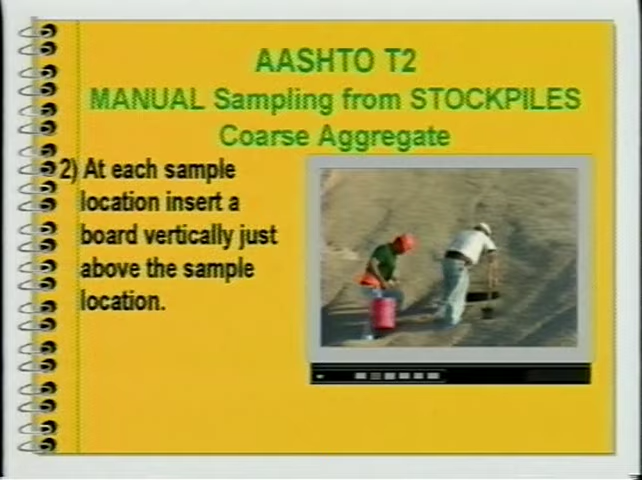 AASHTO T2
MANUAL Sampling from STOCKPILES
Coarse Aggregate
2) At each sample
location insert a
board vertically just
above the sample
location.